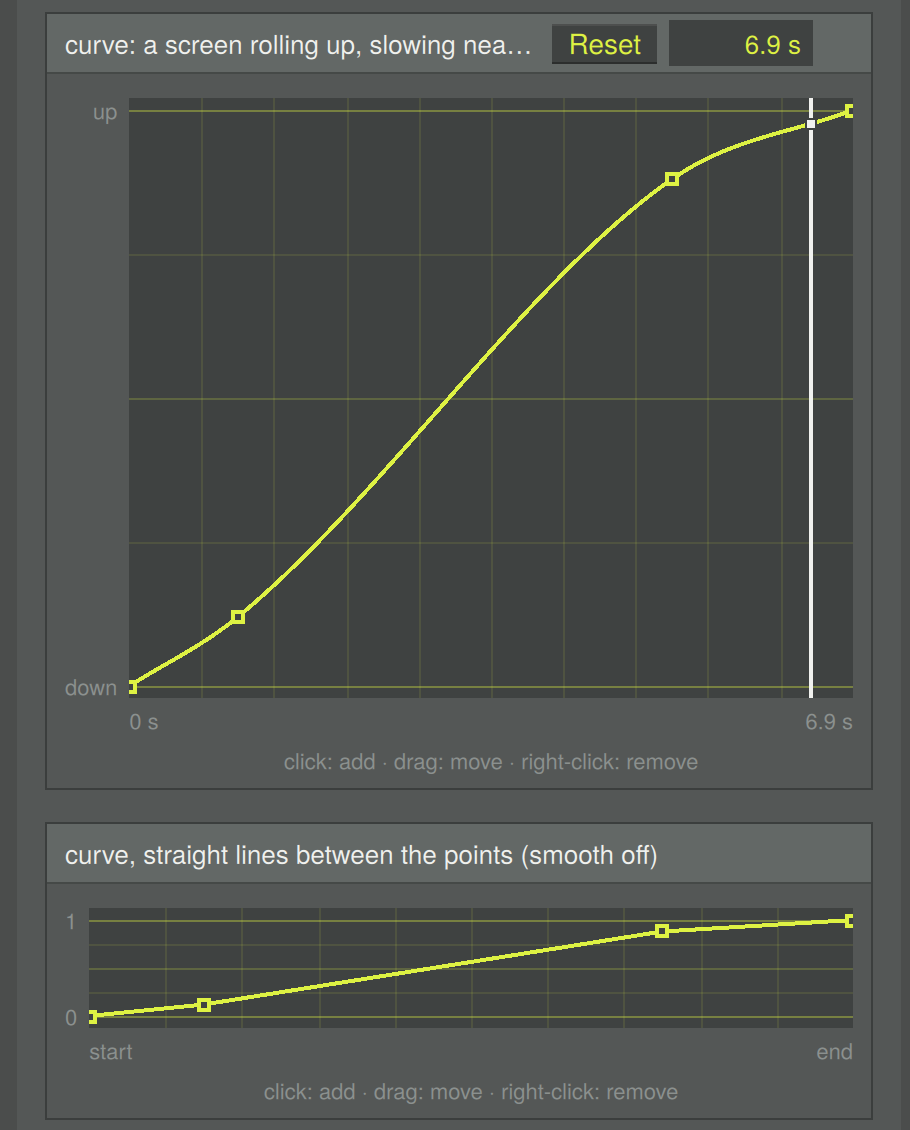 curve: a screen rolling up, slowing nea… Reset 6.9 s
up
down
0 s 6.9 s
click: add · drag: move · right-click: remove
curve, straight lines between the points (smooth off)
1
0
start end
click: add · drag: move · right-click: remove